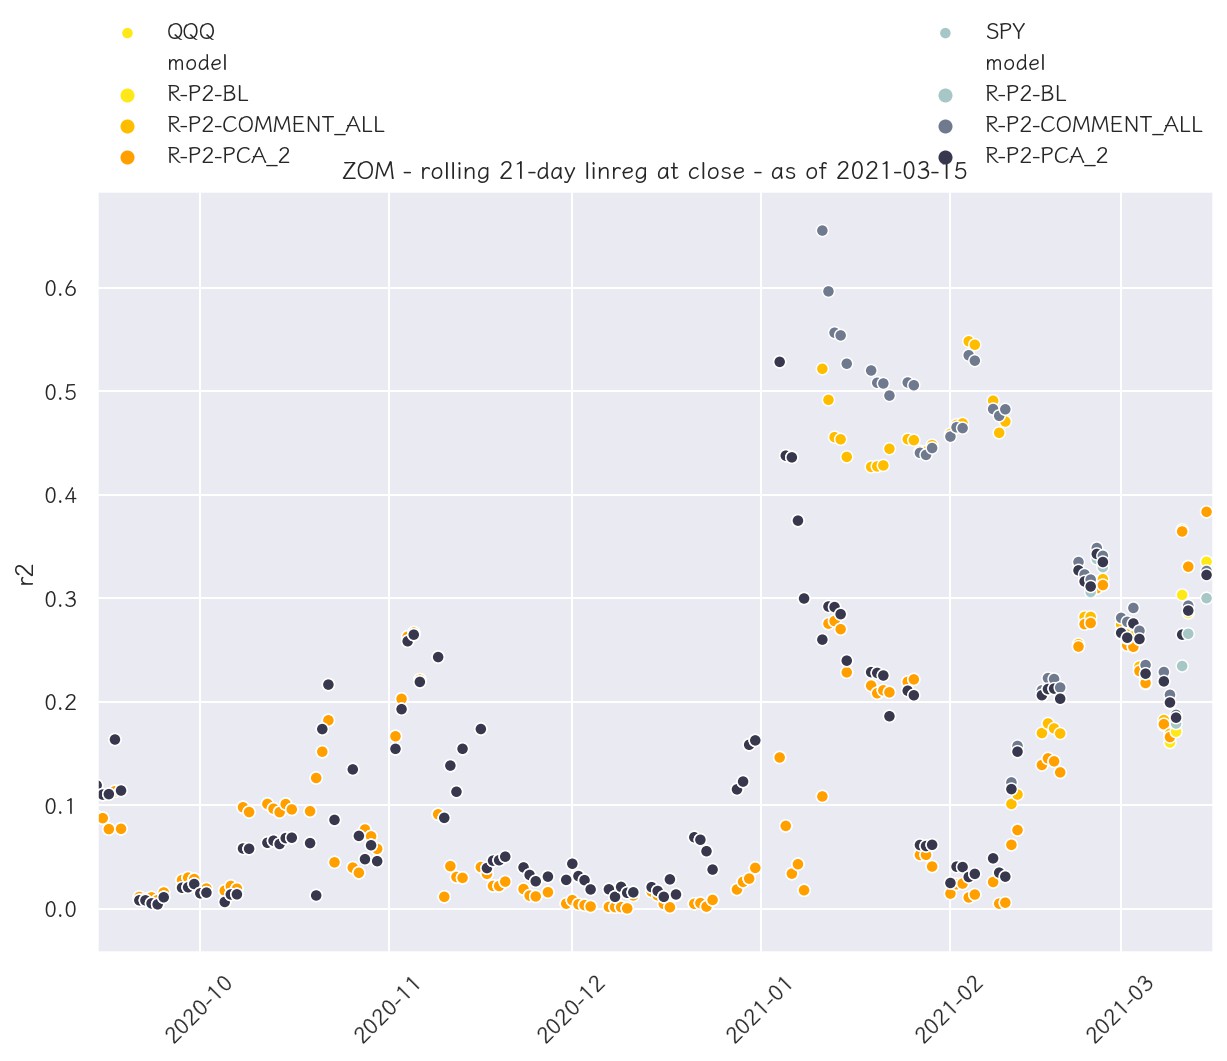 QQQ
model
R-P2-BL
R-P2-COMMENT_ALL
R-P2-PCA_2
SPY
model
R-P2-BL
R-P2-COMMENT_ALL
R-P2-PCA_2
ZOM - rolling 21-day linreg at close - as of 2021-03-15
r2
0.6
0.5
0.4
0.3
0.2
0.1
0.0
2020-10
2020-11
2020-12
2021-01
2021-02
2021-03